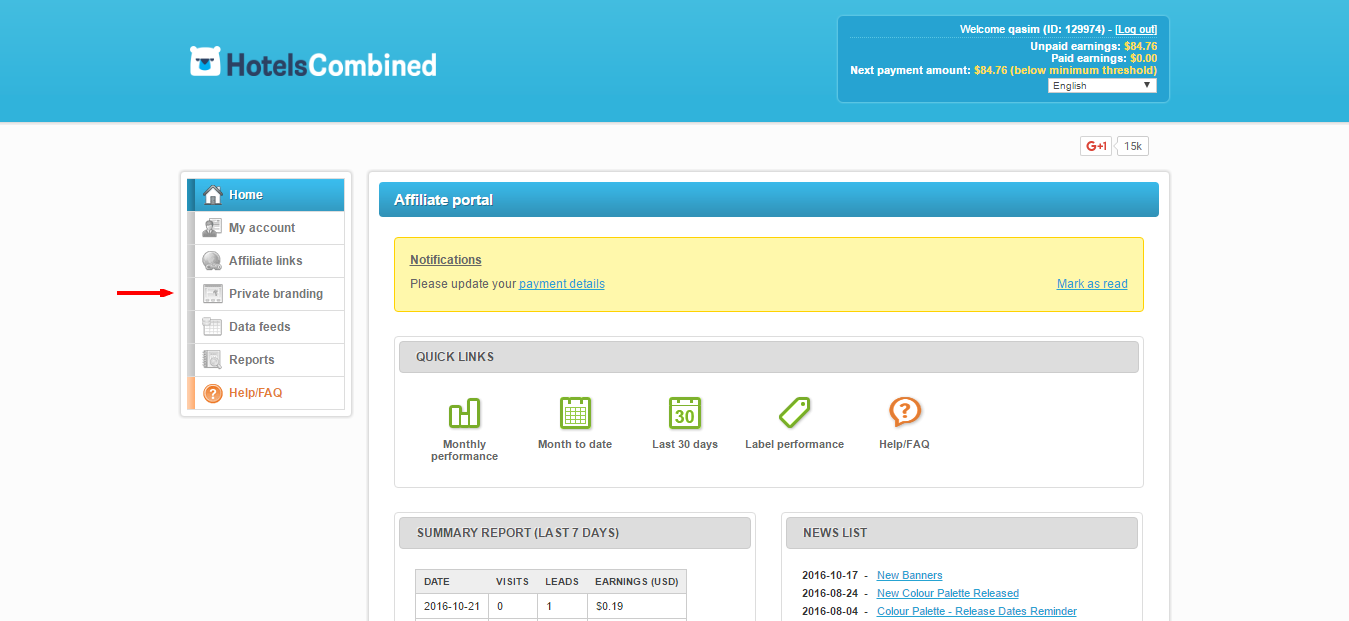 HotelsCombined
Welcome qasim (ID: 129974) - [Log out]
Unpaid earnings: $84.76
Paid earnings: $0.00
Next payment amount: $84.76 (below minimum threshold)
English
G+1 15k
Home
My account
Affiliate links
Private branding
Data feeds
Reports
Help/FAQ
Affiliate portal
Notifications
Please update your payment details Mark as read
QUICK LINKS
30
Monthly
performance
Month to date
Last 30 days
Label performance
Help/FAQ
SUMMARY REPORT (LAST 7 DAYS)
DATE VISITS LEADS EARNINGS (USD)
2016-10-21 0 1 $0.19
NEWS LIST
2016-10-17 - New Banners
2016-08-24 - New Colour Palette Released
2016-08-04 - Colour Palette - Release Dates Reminder